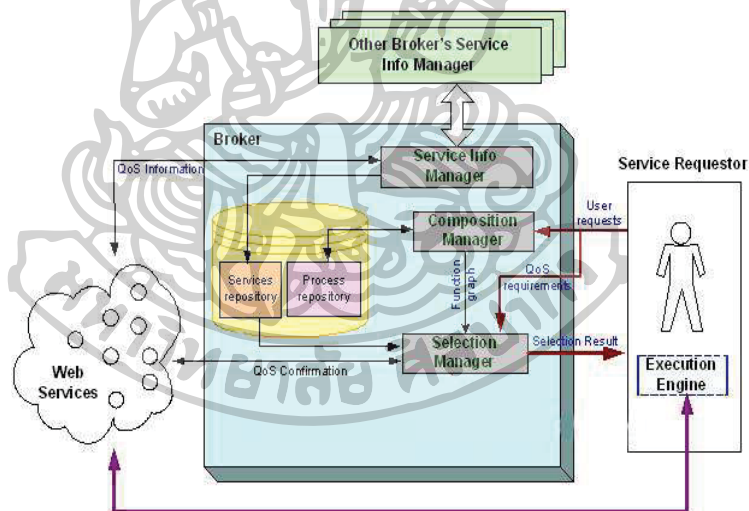 Other Broker's Service
Info Manager
Broker
Service Info
Manager
QoS Information
Service Requestor
User
requests
Composition
Manager
QoS
requirements
Services
repository
Process
repository
Function
graph
Selection
Manager
Selection Result
QoS Confirmation
Web
Services
Execution
Engine